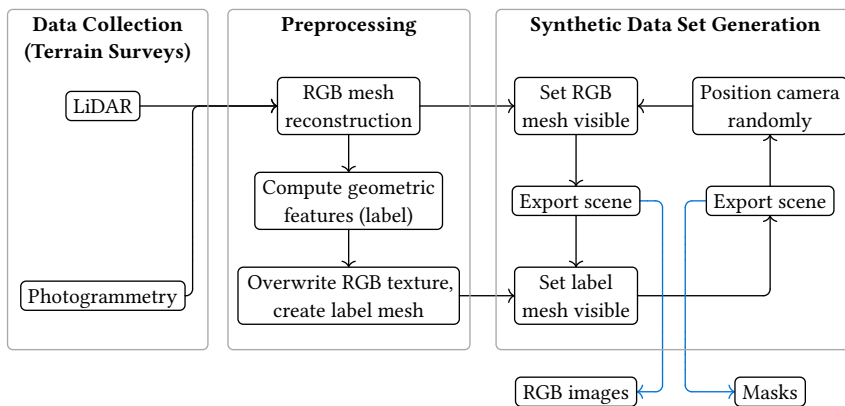 Data Collection
(Terrain Surveys)
Preprocessing
Synthetic Data Set Generation
LiDAR
Photogrammetry
RGB mesh
reconstruction
Compute geometric
features (label)
Overwrite RGB texture,
create label mesh
Set RGB
mesh visible
Position camera
randomly
Export scene
Export scene
Set label
mesh visible
RGB images
Masks